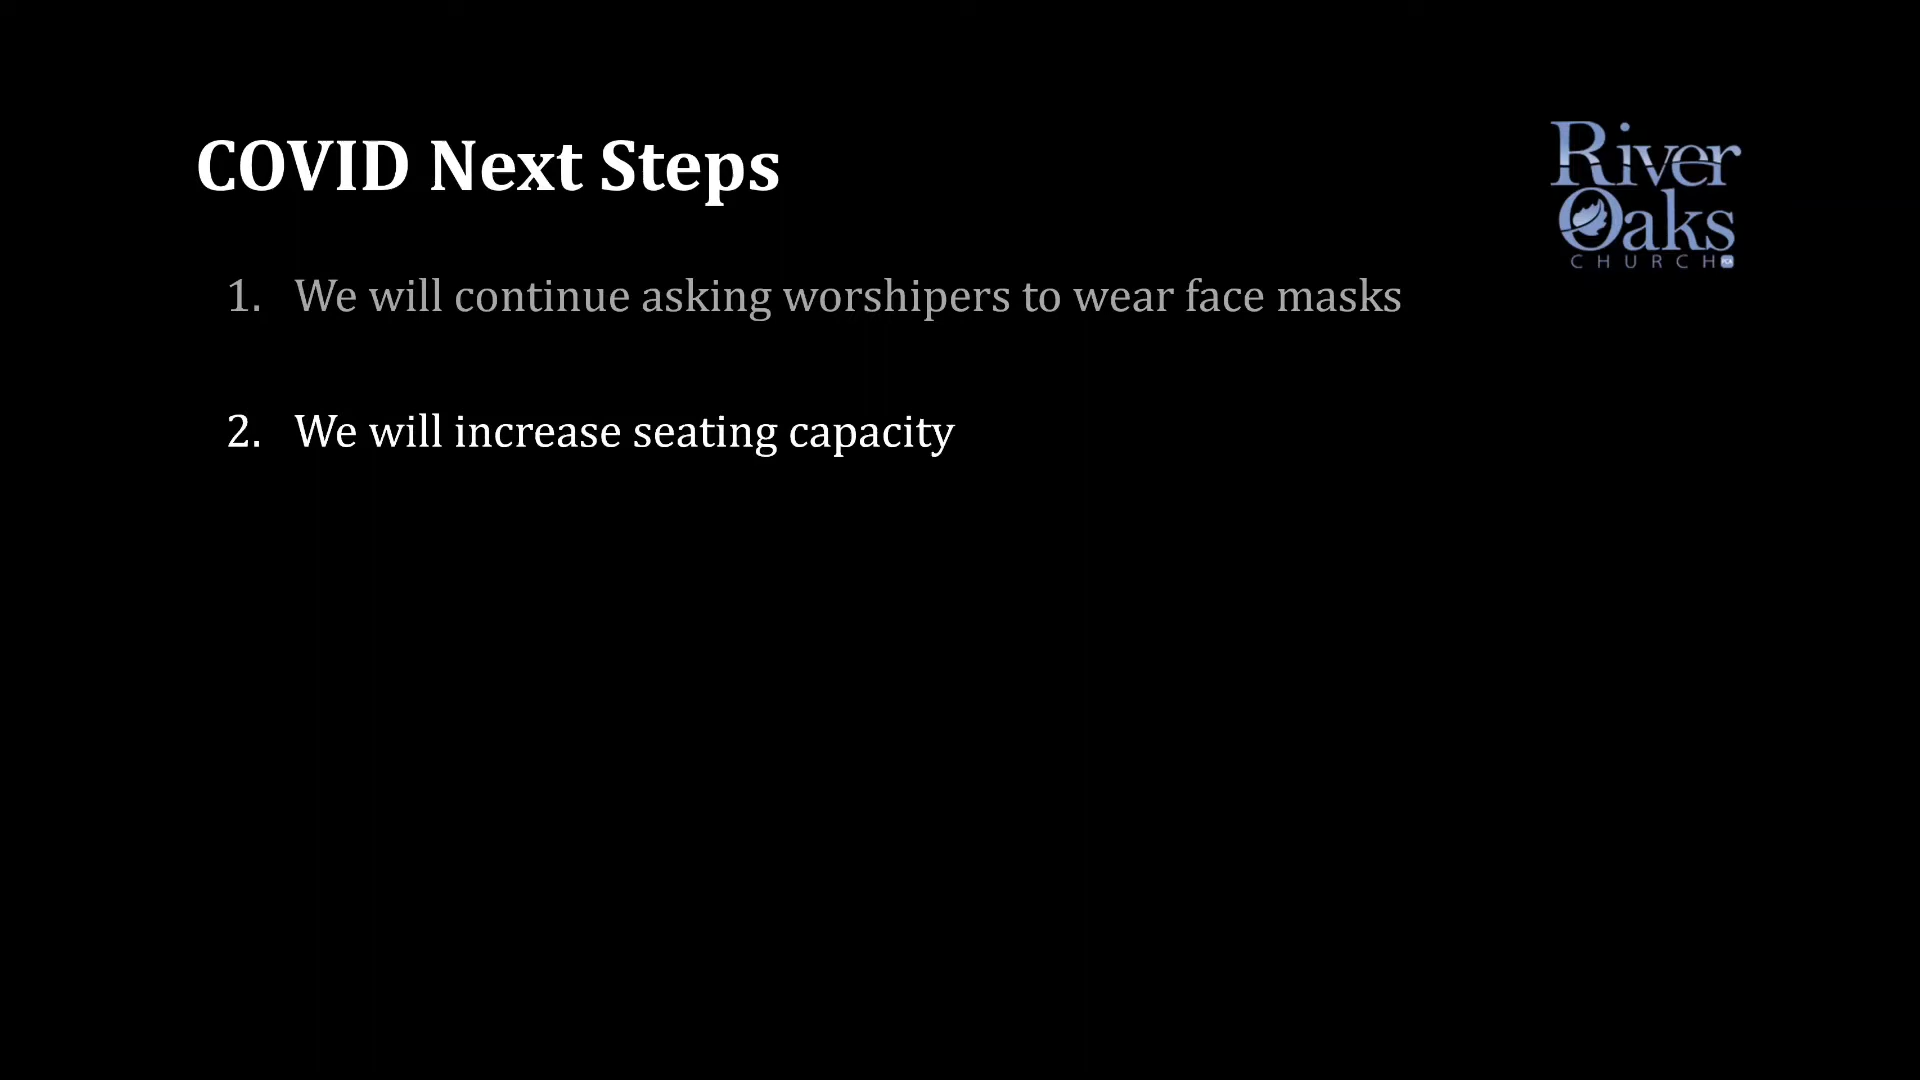 COVID Next Steps
River
Oaks
CHURCH
1. We will continue asking worshipers to wear face masks
2. We will increase seating capacity